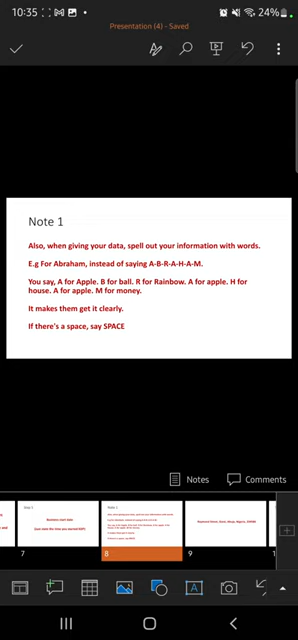 10:35
24%
Presentation (4) - Saved
Note 1
Also, when giving your data, spell out your information with words.
E.g For Abraham, instead of saying A-B-R-A-H-A-M.
You say, A for Apple. B for ball. R for Rainbow. A for apple. H for
house. A for apple. M for money.
It makes them get it clearly.
If there's a space, say SPACE
Notes
Comments
7
8
9